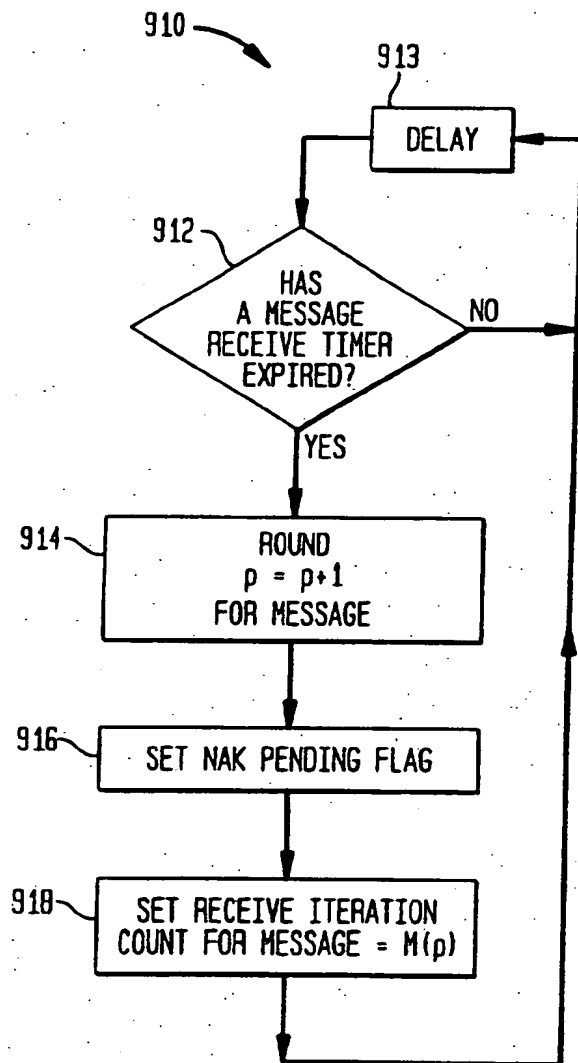 910
913
DELAY
912
HAS
A MESSAGE
RECEIVE TIMER
EXPIRED?
NO
YES
914
ROUND
p = p+1
FOR MESSAGE
916
SET NAK PENDING FLAG
918
SET RECEIVE ITERATION
COUNT FOR MESSAGE = M(p)